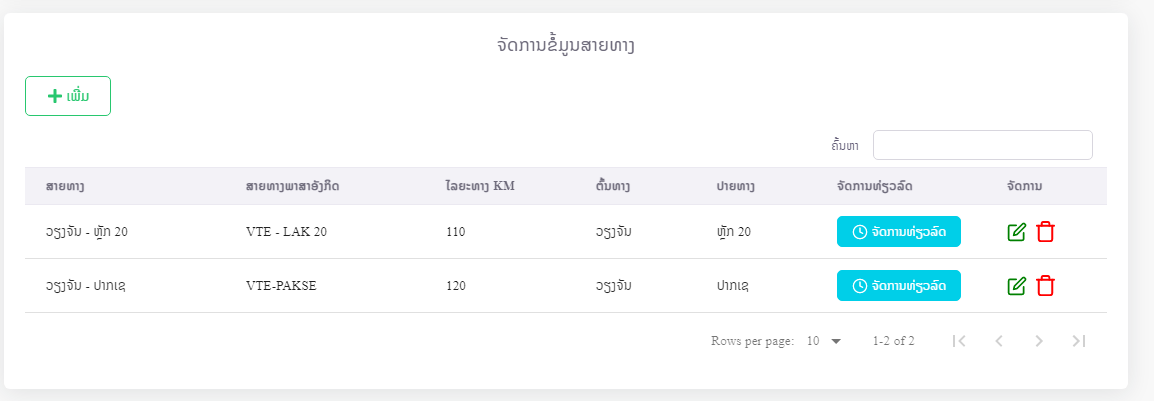 ຈັດການຂໍ້ມູນສາຍທາງ
ເພີ່ມ
ຄົ້ນຫາ
ສາຍທາງ ສາຍທາງພາສາອັງກິດ ໄລຍະທາງ KM ຕົ້ນທາງ ປາຍທາງ ຈັດການທ່ຽວລົດ ຈັດການ
ວຽງຈັນ - ຫຼັກ 20 VTE - LAK 20 110 ວຽງຈັນ ຫຼັກ 20 ຈັດການທ່ຽວລົດ
ວຽງຈັນ - ປາກເຊ VTE-PAKSE 120 ວຽງຈັນ ປາກເຊ ຈັດການທ່ຽວລົດ
Rows per page: 10 1-2 of 2